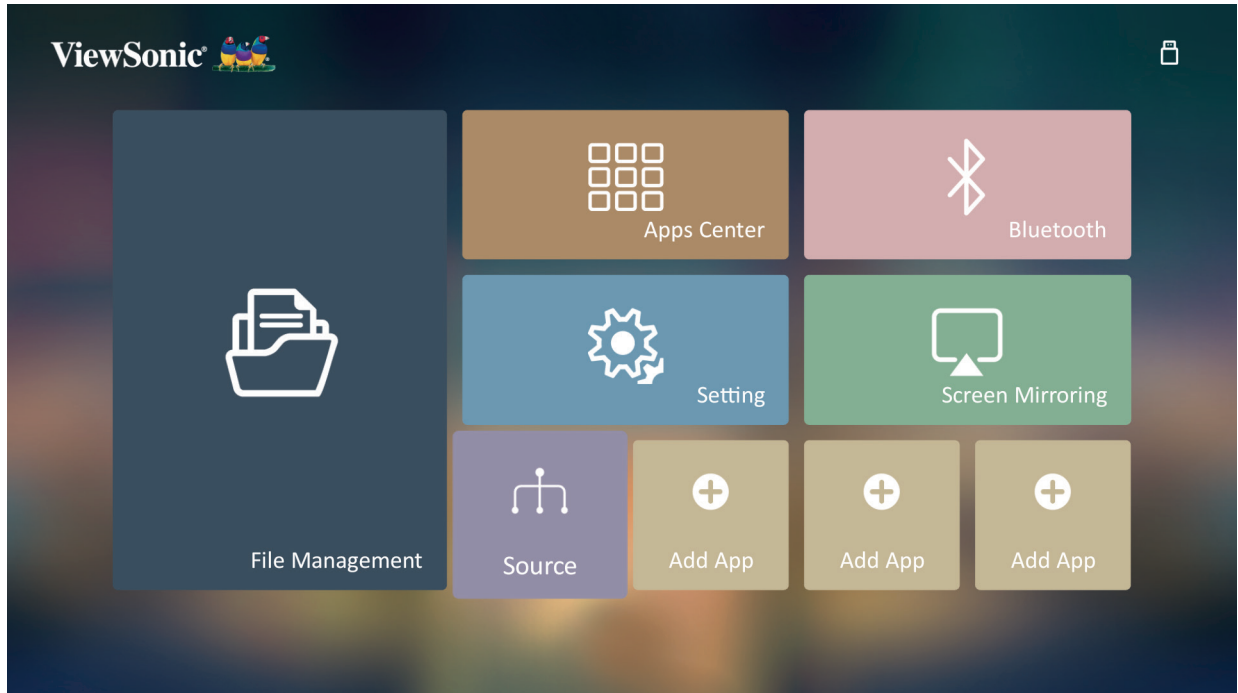 ViewSonic®
Apps Center
Bluetooth
Setting
Screen Mirroring
File Management
Source
Add App
Add App
Add App